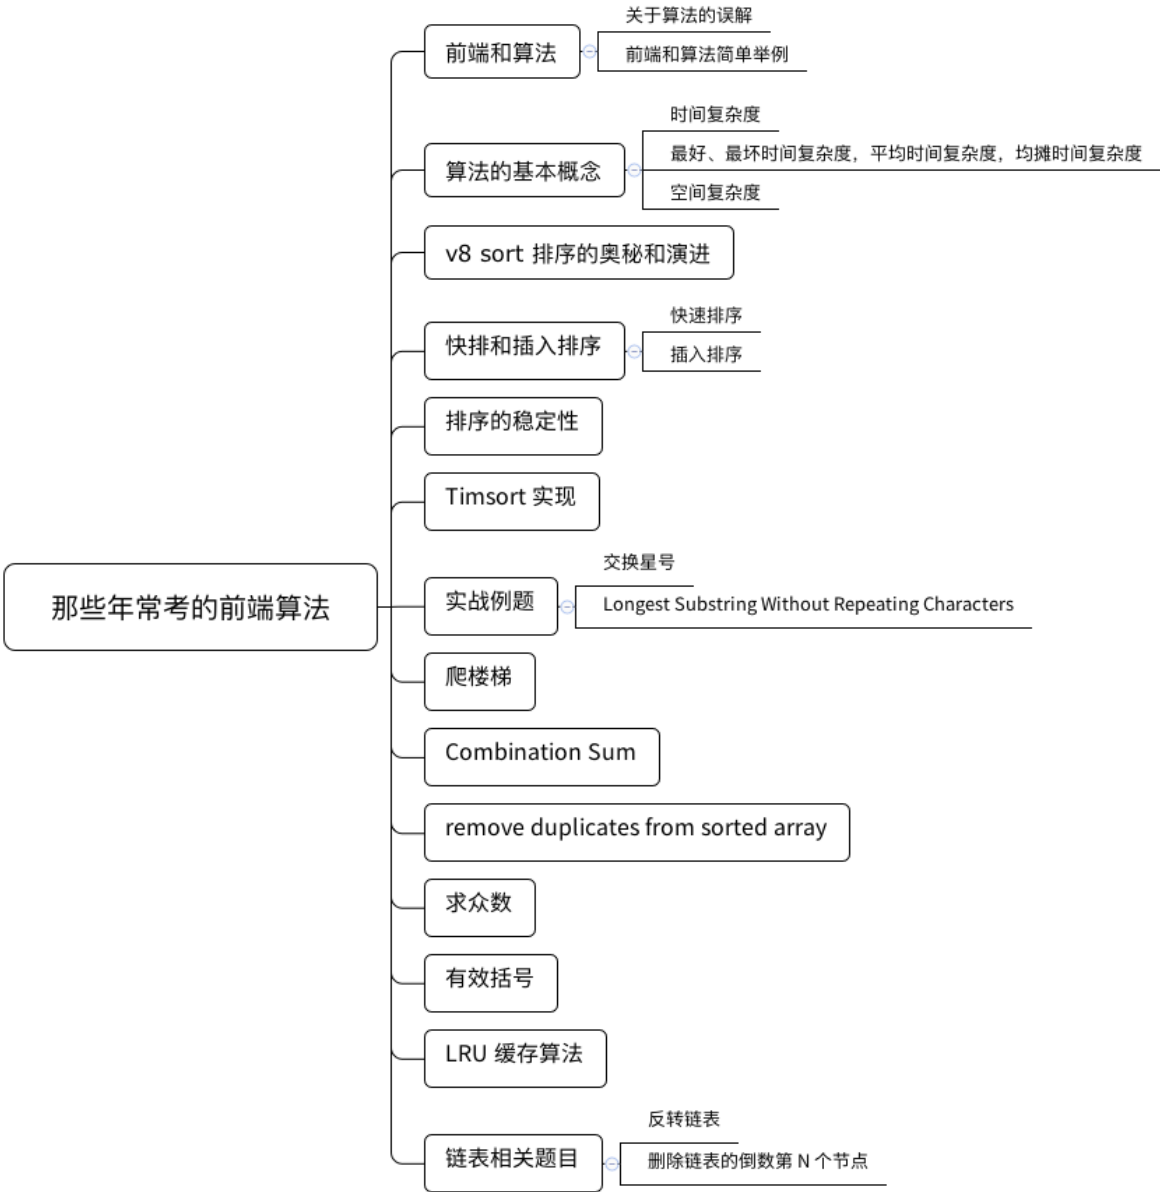 那些年常考的前端算法
前端和算法
关于算法的误解
前端和算法简单举例
算法的基本概念
时间复杂度
最好、最坏时间复杂度，平均时间复杂度，均摊时间复杂度
空间复杂度
v8 sort 排序的奥秘和演进
快排和插入排序
快速排序
插入排序
排序的稳定性
Timsort 实现
实战例题
交换星号
Longest Substring Without Repeating Characters
爬楼梯
Combination Sum
remove duplicates from sorted array
求众数
有效括号
LRU 缓存算法
链表相关题目
反转链表
删除链表的倒数第 N 个节点